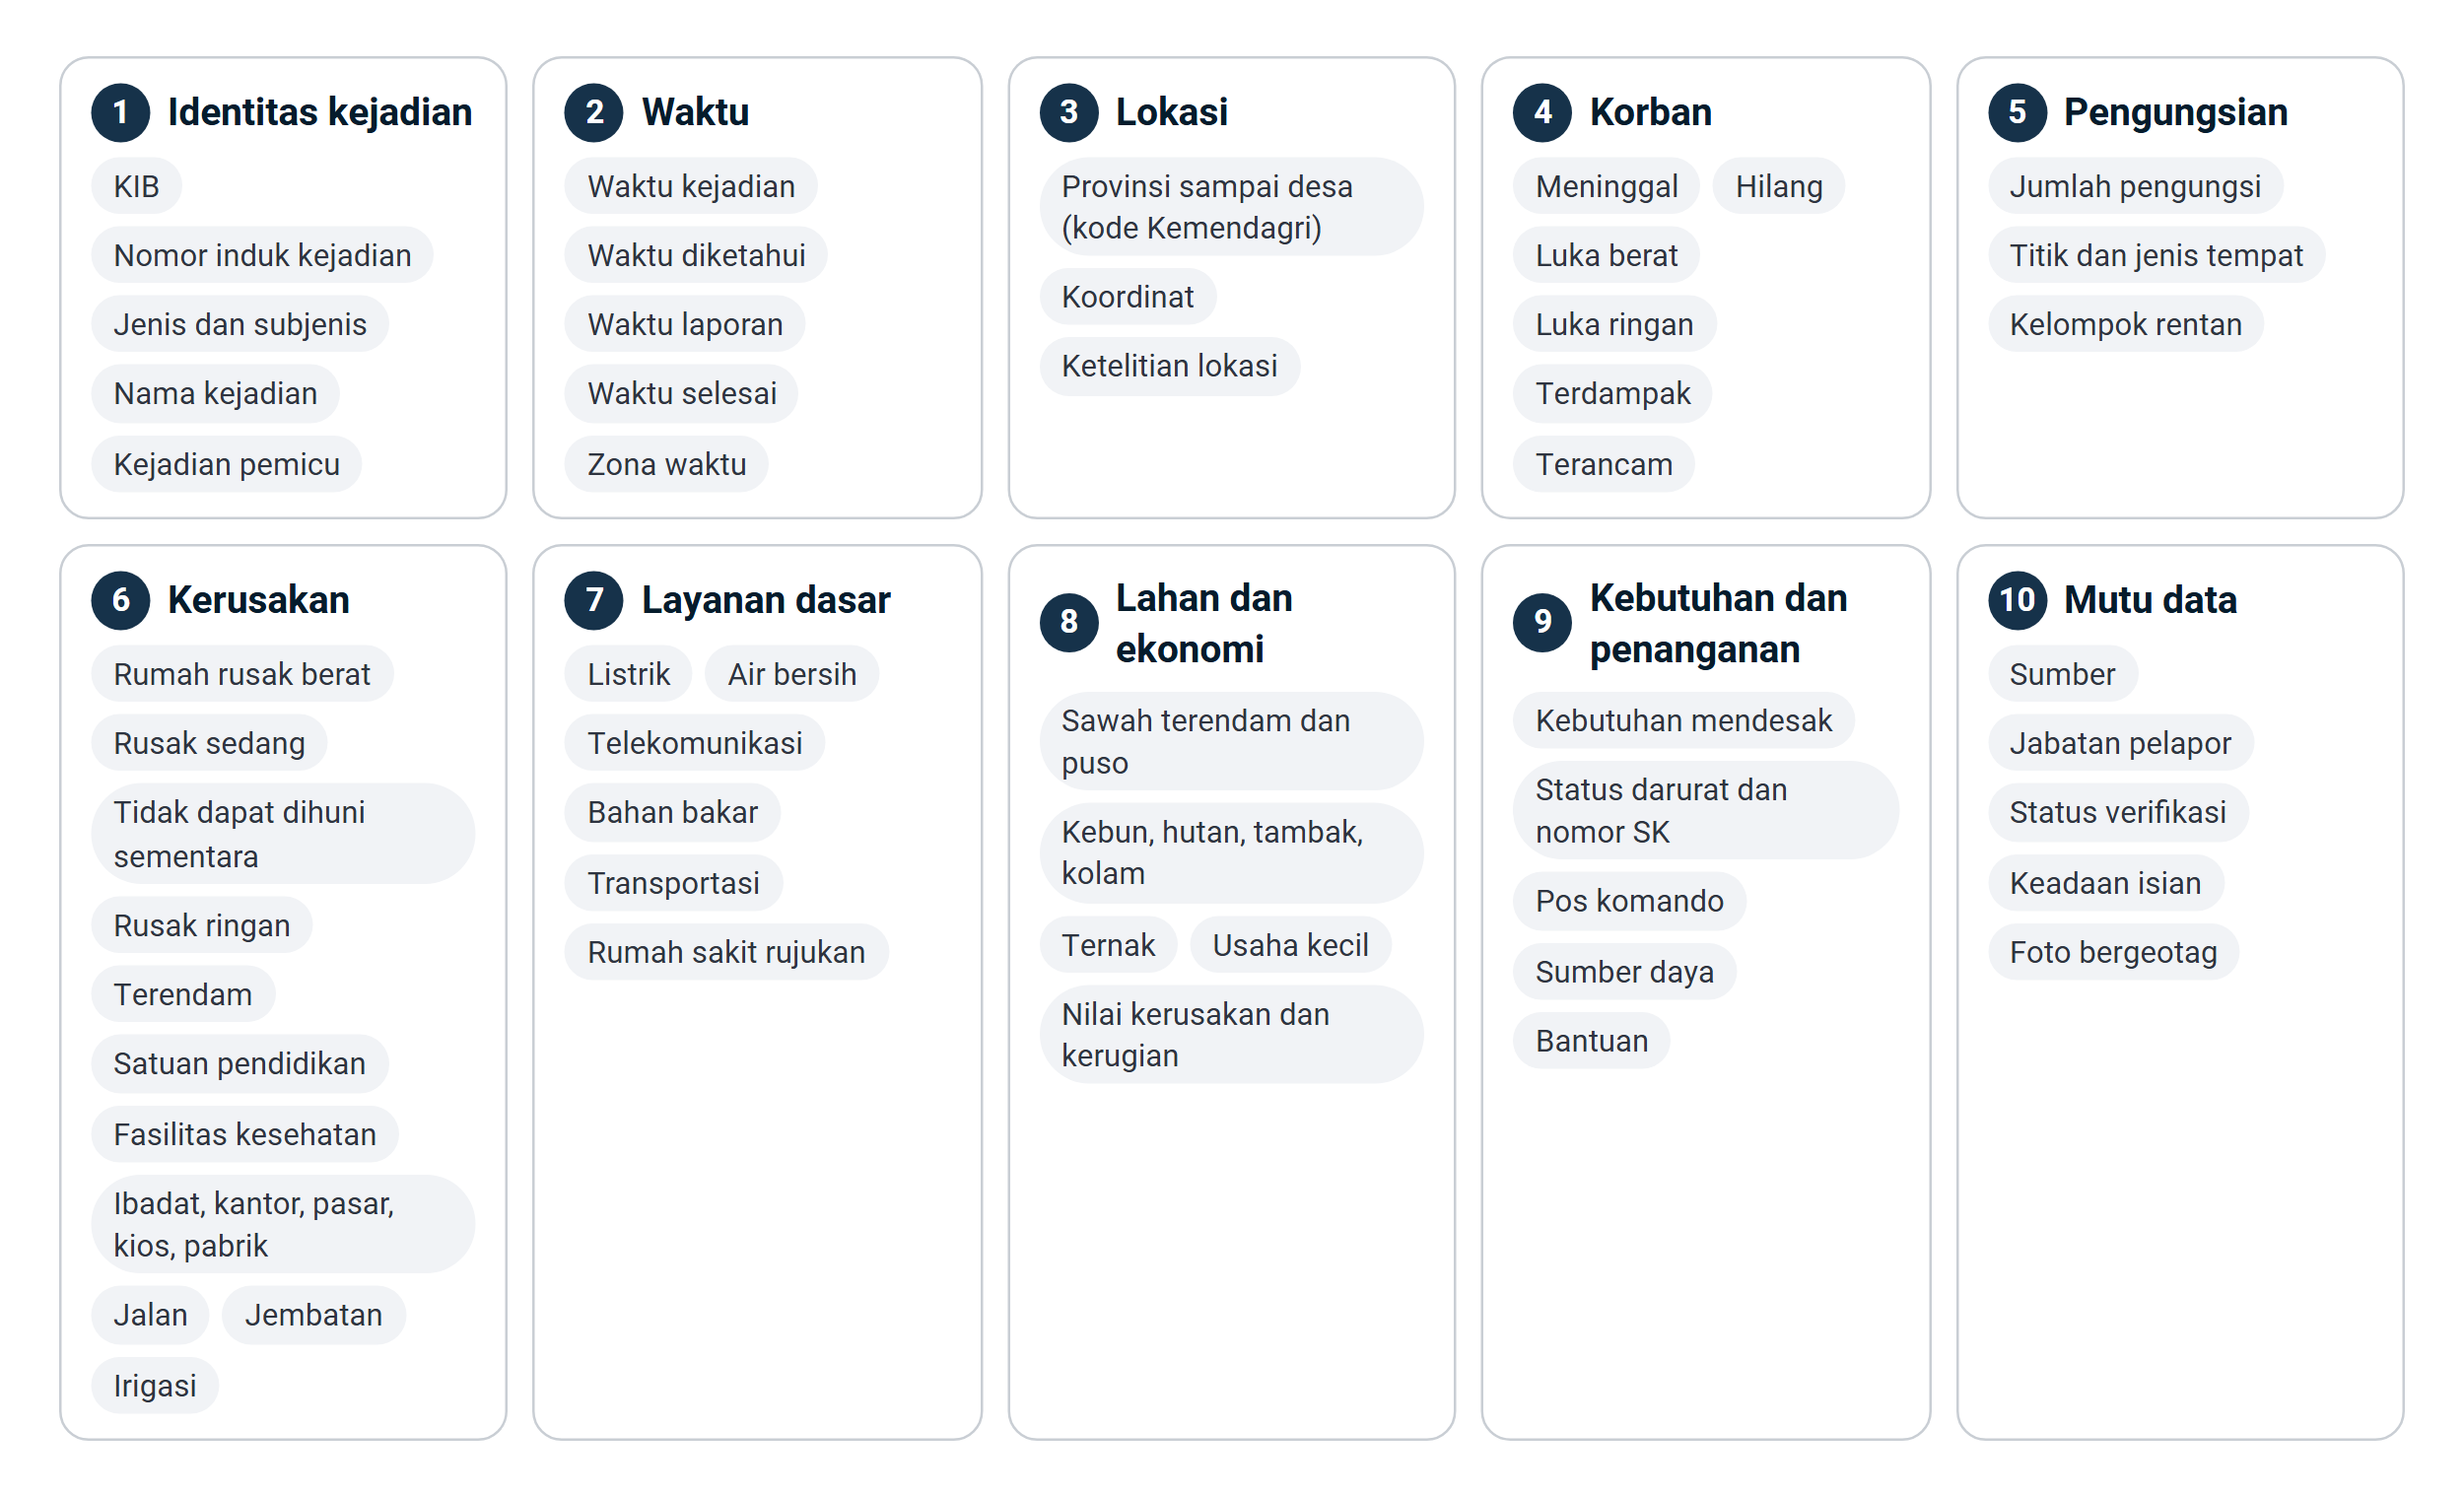 1 Identitas kejadian
KIB
Nomor induk kejadian
Jenis dan subjenis
Nama kejadian
Kejadian pemicu
2 Waktu
Waktu kejadian
Waktu diketahui
Waktu laporan
Waktu selesai
Zona waktu
3 Lokasi
Provinsi sampai desa
(kode Kemendagri)
Koordinat
Ketelitian lokasi
4 Korban
Meninggal Hilang
Luka berat
Luka ringan
Terdampak
Terancam
5 Pengungsian
Jumlah pengungsi
Titik dan jenis tempat
Kelompok rentan
6 Kerusakan
Rumah rusak berat
Rusak sedang
Tidak dapat dihuni
sementara
Rusak ringan
Terendam
Satuan pendidikan
Fasilitas kesehatan
Ibadat, kantor, pasar,
kios, pabrik
Jalan Jembatan
Irigasi
7 Layanan dasar
Listrik Air bersih
Telekomunikasi
Bahan bakar
Transportasi
Rumah sakit rujukan
8 Lahan dan
ekonomi
Sawah terendam dan
puso
Kebun, hutan, tambak,
kolam
Ternak Usaha kecil
Nilai kerusakan dan
kerugian
9 Kebutuhan dan
penanganan
Kebutuhan mendesak
Status darurat dan
nomor SK
Pos komando
Sumber daya
Bantuan
10 Mutu data
Sumber
Jabatan pelapor
Status verifikasi
Keadaan isian
Foto bergeotag